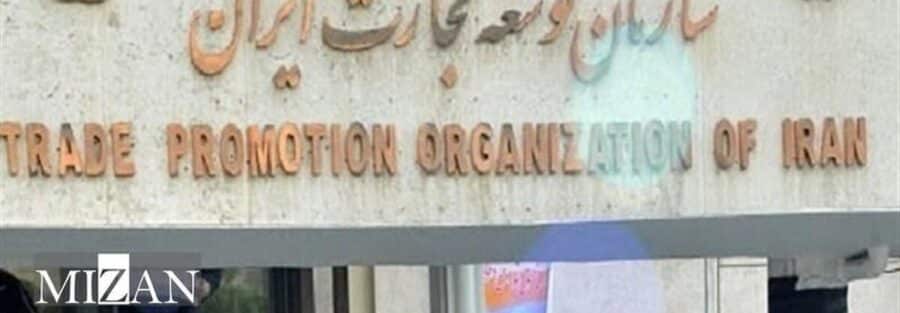 سازمان توسعه تجارت ایران
TRADE PROMOTION ORGANIZATION OF IRAN
MIZAN